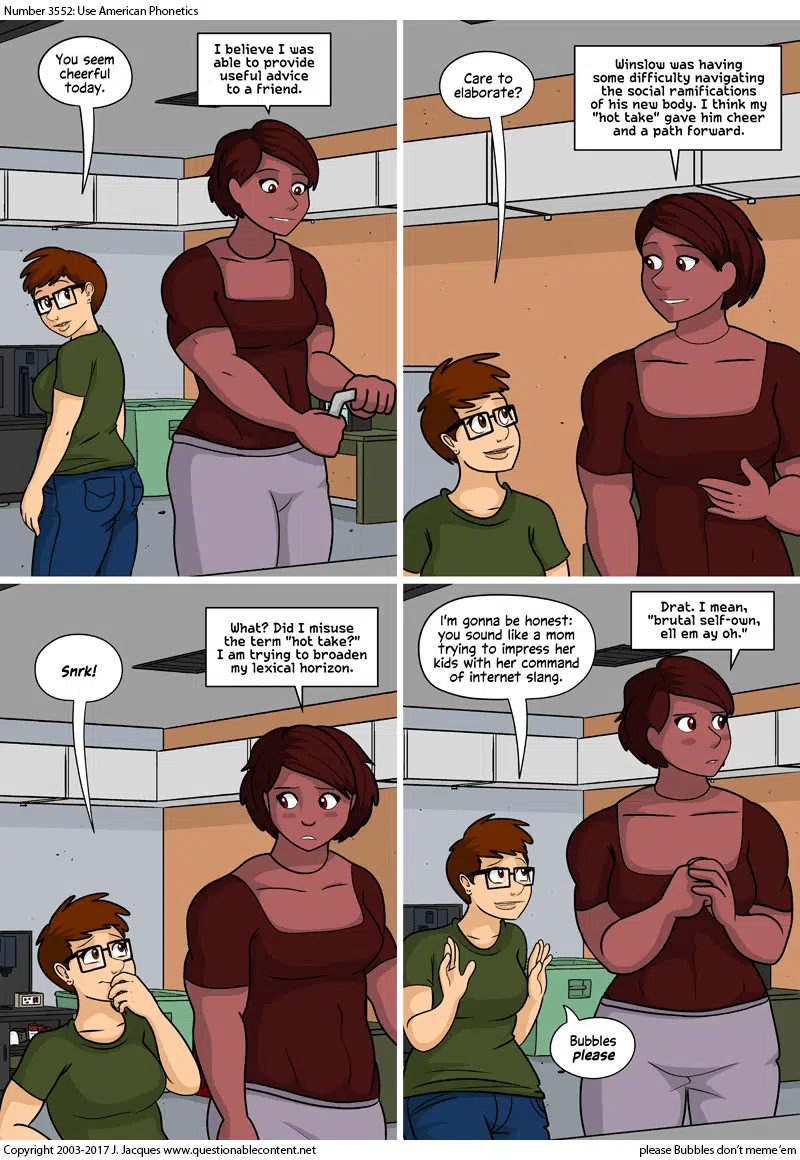 Number 3552: Use American Phonetics
You seem
cheerful
today.
I believe I was
able to provide
useful advice
to a friend.
Care to
elaborate?
Winslow was having
some difficulty navigating
the social ramifications
of his new body. I think my
"hot take" gave him cheer
and a path forward.
Snrk!
What? Did I misuse
the term "hot take?"
I am trying to broaden
my lexical horizon.
I'm gonna be honest:
you sound like a mom
trying to impress her
kids with her command
of internet slang.
Drat. I mean,
"brutal self-own,
ell em ay oh."
Bubbles
please
Copyright 2003-2017 J. Jacques www.questionablecontent.net
please Bubbles don't meme 'em